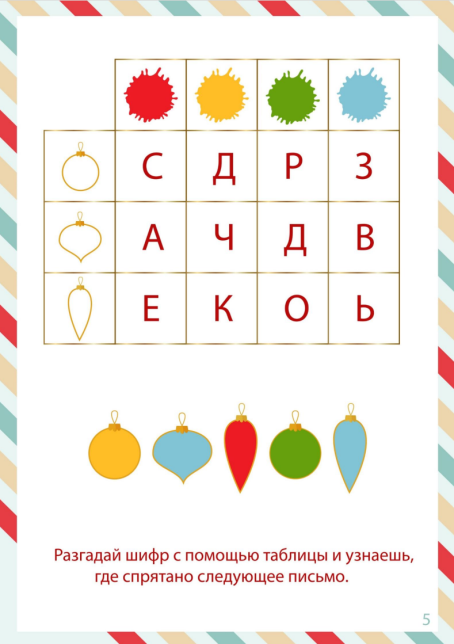 С Д Р З
А Ч Д В
Е К О Ь
Разгадай шифр с помощью таблицы и узнаешь,
где спрятано следующее письмо.
5